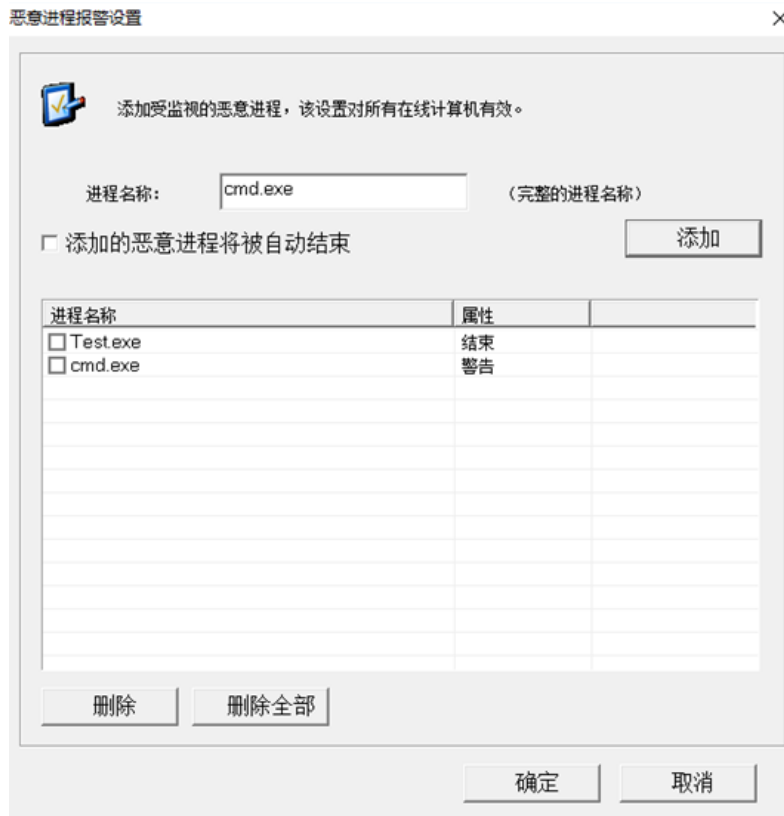 恶意进程报警设置
添加受监视的恶意进程，该设置对所有在线计算机有效。
进程名称： cmd.exe （完整的进程名称）
添加的恶意进程将被自动结束 添加
进程名称 属性
Test.exe 结束
cmd.exe 警告
删除 删除全部
确定 取消